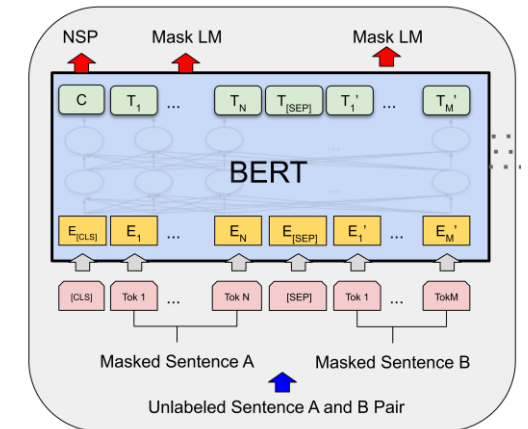 NSP Mask LM Mask LM
C T1 ... TN T[SEP] T1' ... TM'
...
...
BERT
E[CLS] E1 ... EN E[SEP] E1' ... EM'
[CLS] Tok 1 ... Tok N [SEP] Tok 1 ... TokM
Masked Sentence A Masked Sentence B
Unlabeled Sentence A and B Pair